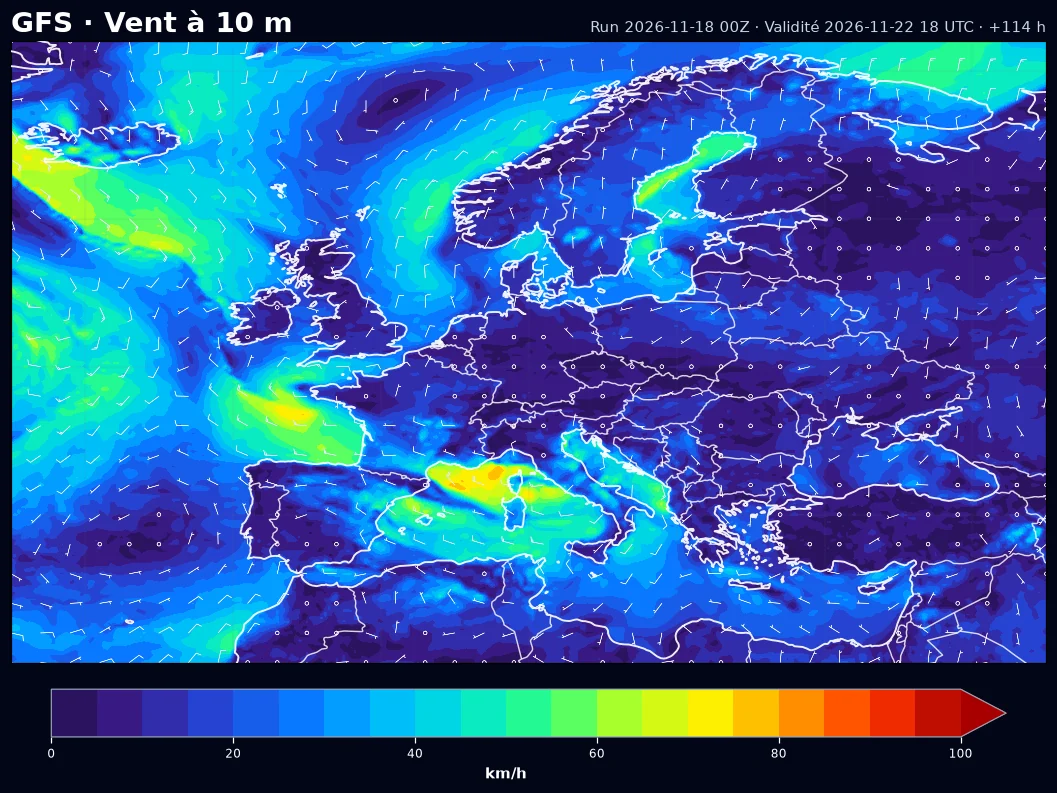 GFS · Vent à 10 m
Run 2026-11-18 00Z · Validité 2026-11-22 18 UTC · +114 h
0 20 40 60 80 100
km/h